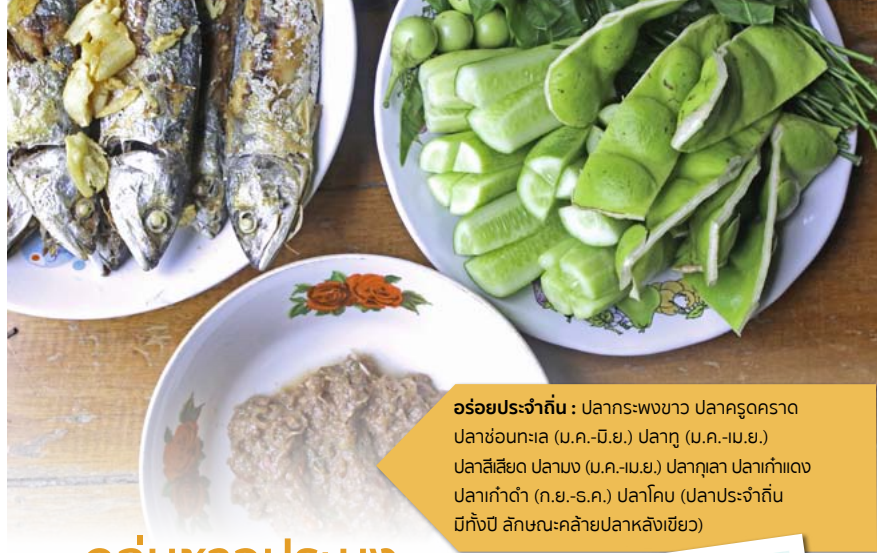 อร่อยประจำถิ่น : ปลากระพงขาว ปลาครูดคราด
ปลาช่อนทะเล (ม.ค.-มิ.ย.) ปลาทู (ม.ค.-เม.ย.)
ปลาสีเสียด ปลามง (ม.ค.-เม.ย.) ปลากุเลา ปลาเก๋าแดง
ปลาเก๋าดำ (ก.ย.-ธ.ค.) ปลาโคบ (ปลาประจำถิ่น
มีทั้งปี ลักษณะคล้ายปลาหลังเขียว)